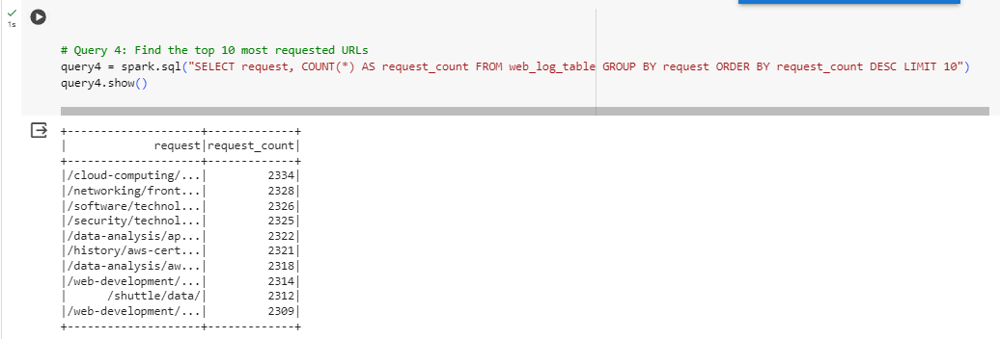 1s
# Query 4: Find the top 10 most requested URLs
query4 = spark.sql("SELECT request, COUNT(*) AS request_count FROM web_log_table GROUP BY request ORDER BY request_count DESC LIMIT 10")
query4.show()
+--------------------+-------------+
|             request|request_count|
+--------------------+-------------+
|/cloud-computing/...|         2334|
|/networking/front...|         2328|
|/software/technol...|         2326|
|/security/technol...|         2325|
|/data-analysis/ap...|         2322|
|/history/aws-cert...|         2321|
|/data-analysis/aw...|         2318|
|/web-development/...|         2314|
|      /shuttle/data/|         2312|
|/web-development/...|         2309|
+--------------------+-------------+